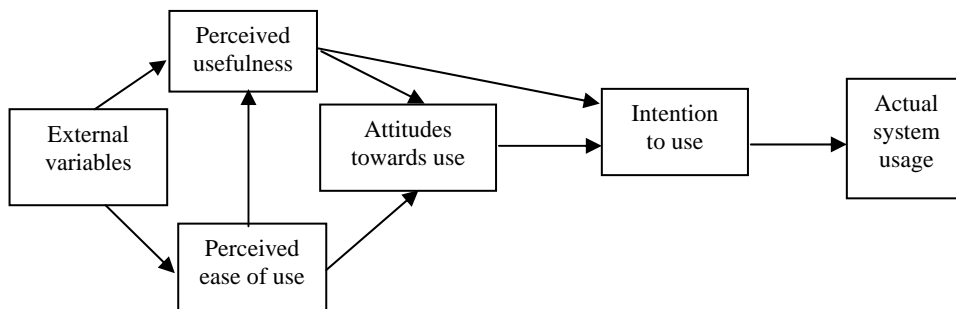 Perceived
usefulness
External
variables
Perceived
ease of use
Attitudes
towards use
Intention
to use
Actual
system
usage